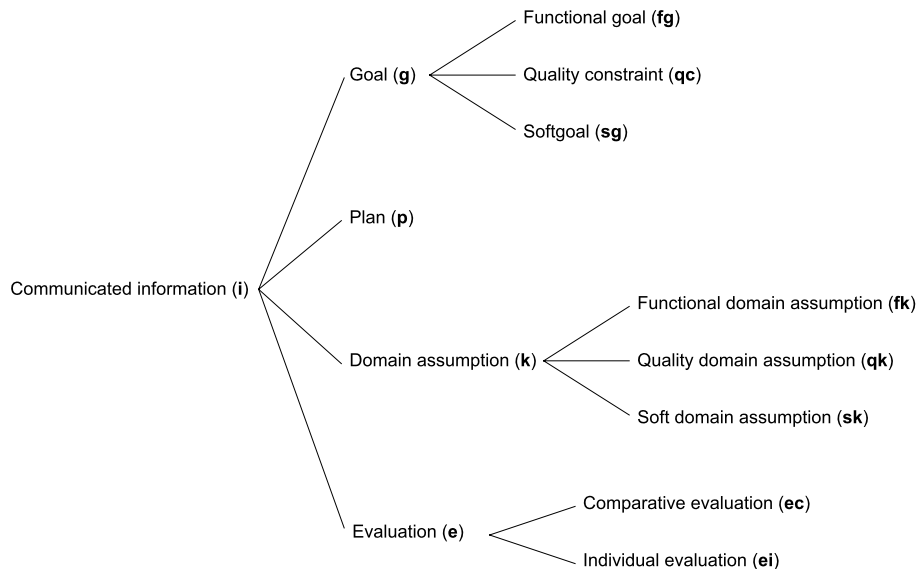 Functional goal (fg)
Goal (g)
Quality constraint (qc)
Softgoal (sg)
Plan (p)
Communicated information (i)
Functional domain assumption (fk)
Domain assumption (k)
Quality domain assumption (qk)
Soft domain assumption (sk)
Comparative evaluation (ec)
Evaluation (e)
Individual evaluation (ei)